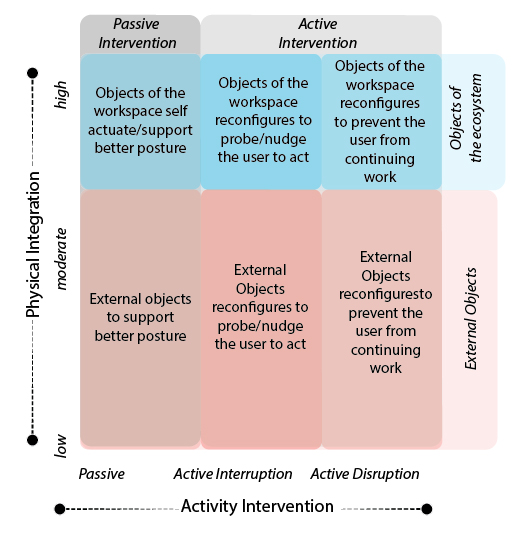 Passive
Intervention
Active
Intervention
high
Objects of the
workspace self
actuate/support
better posture
Objects of the
workspace
reconfigures to
probe/nudge
the user to act
Objects of the
workspace
reconfigures
to prevent the
user from
continuing
work
Objects of
the ecosystem
Physical Integration
moderate
External objects
to support
better posture
External
Objects
reconfigures to
probe/nudge
the user to act
External
Objects
reconfiguresto
prevent the
user from
continuing
work
External Objects
low
Passive
Active Interruption
Active Disruption
Activity Intervention